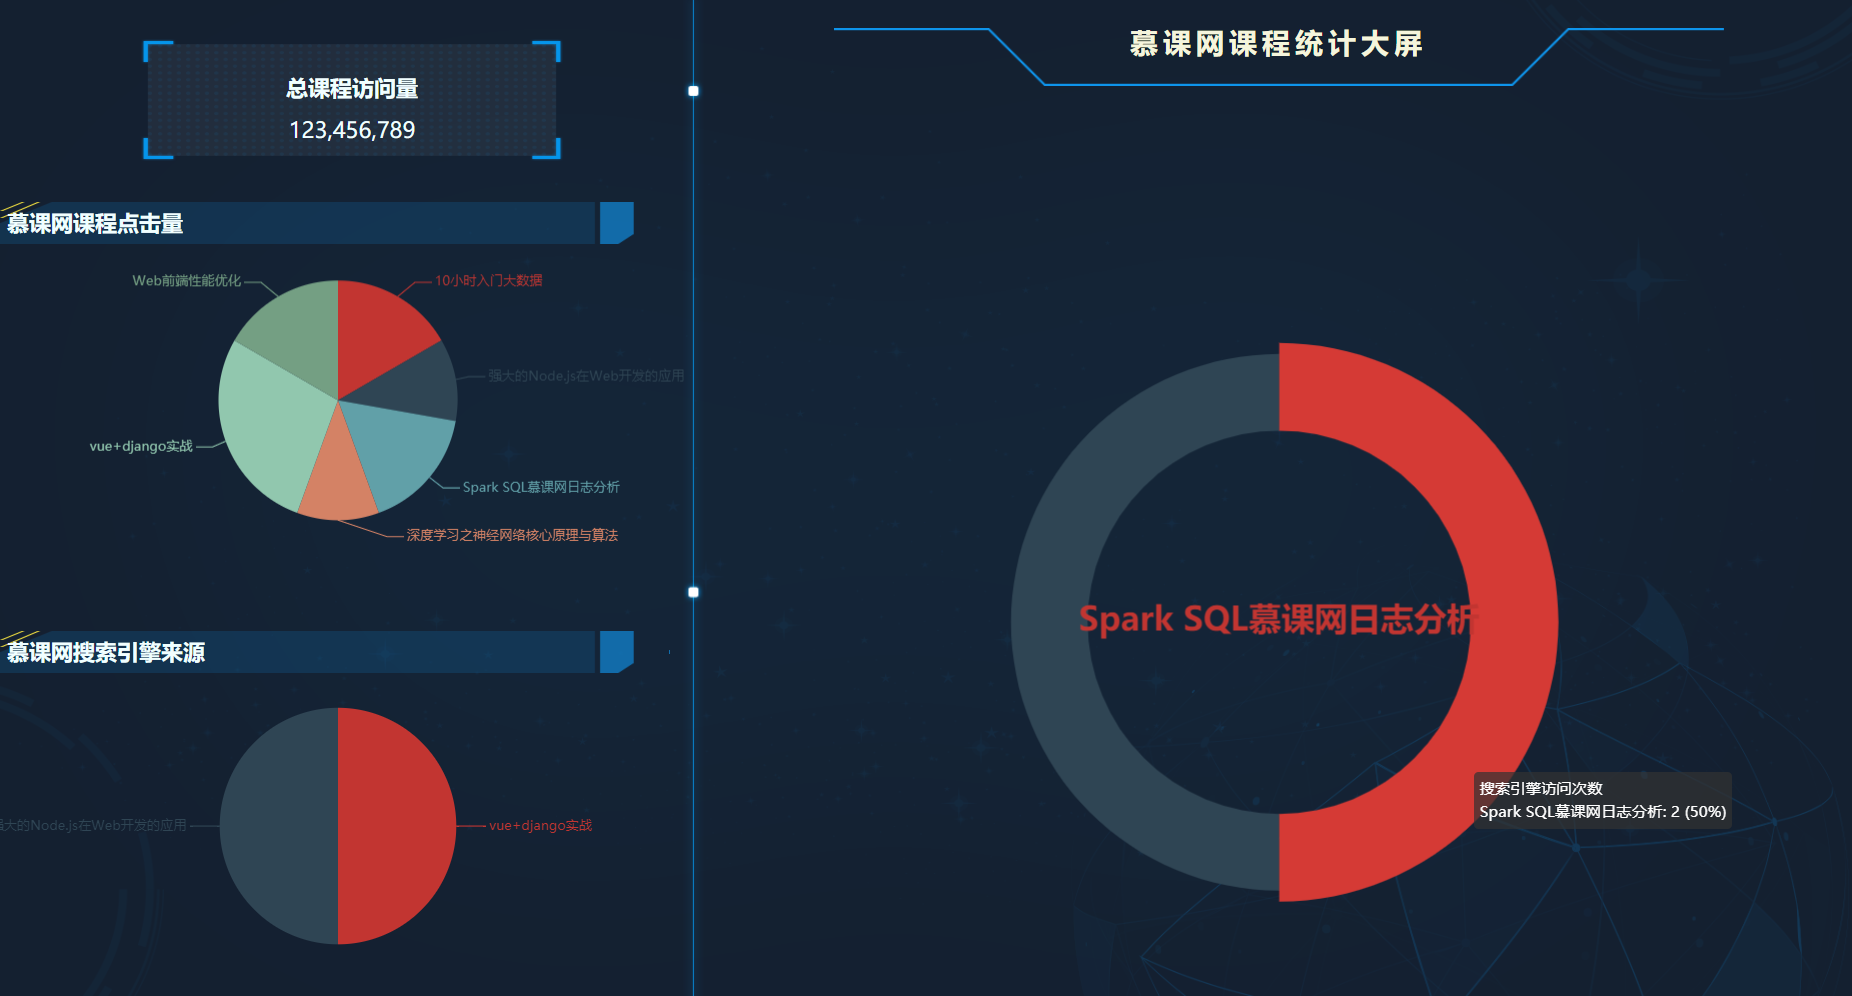 总课程访问量
123,456,789
慕课网课程统计大屏
慕课网课程点击量
Web前端性能优化
10小时入门大数据
强大的Node.js在Web开发的应用
vue+django实战
Spark SQL慕课网日志分析
深度学习之神经网络核心原理与算法
慕课网搜索引擎来源
大的Node.js在Web开发的应用
vue+django实战
Spark SQL慕课网日志分析
搜索引擎访问次数
Spark SQL慕课网日志分析: 2 (50%)